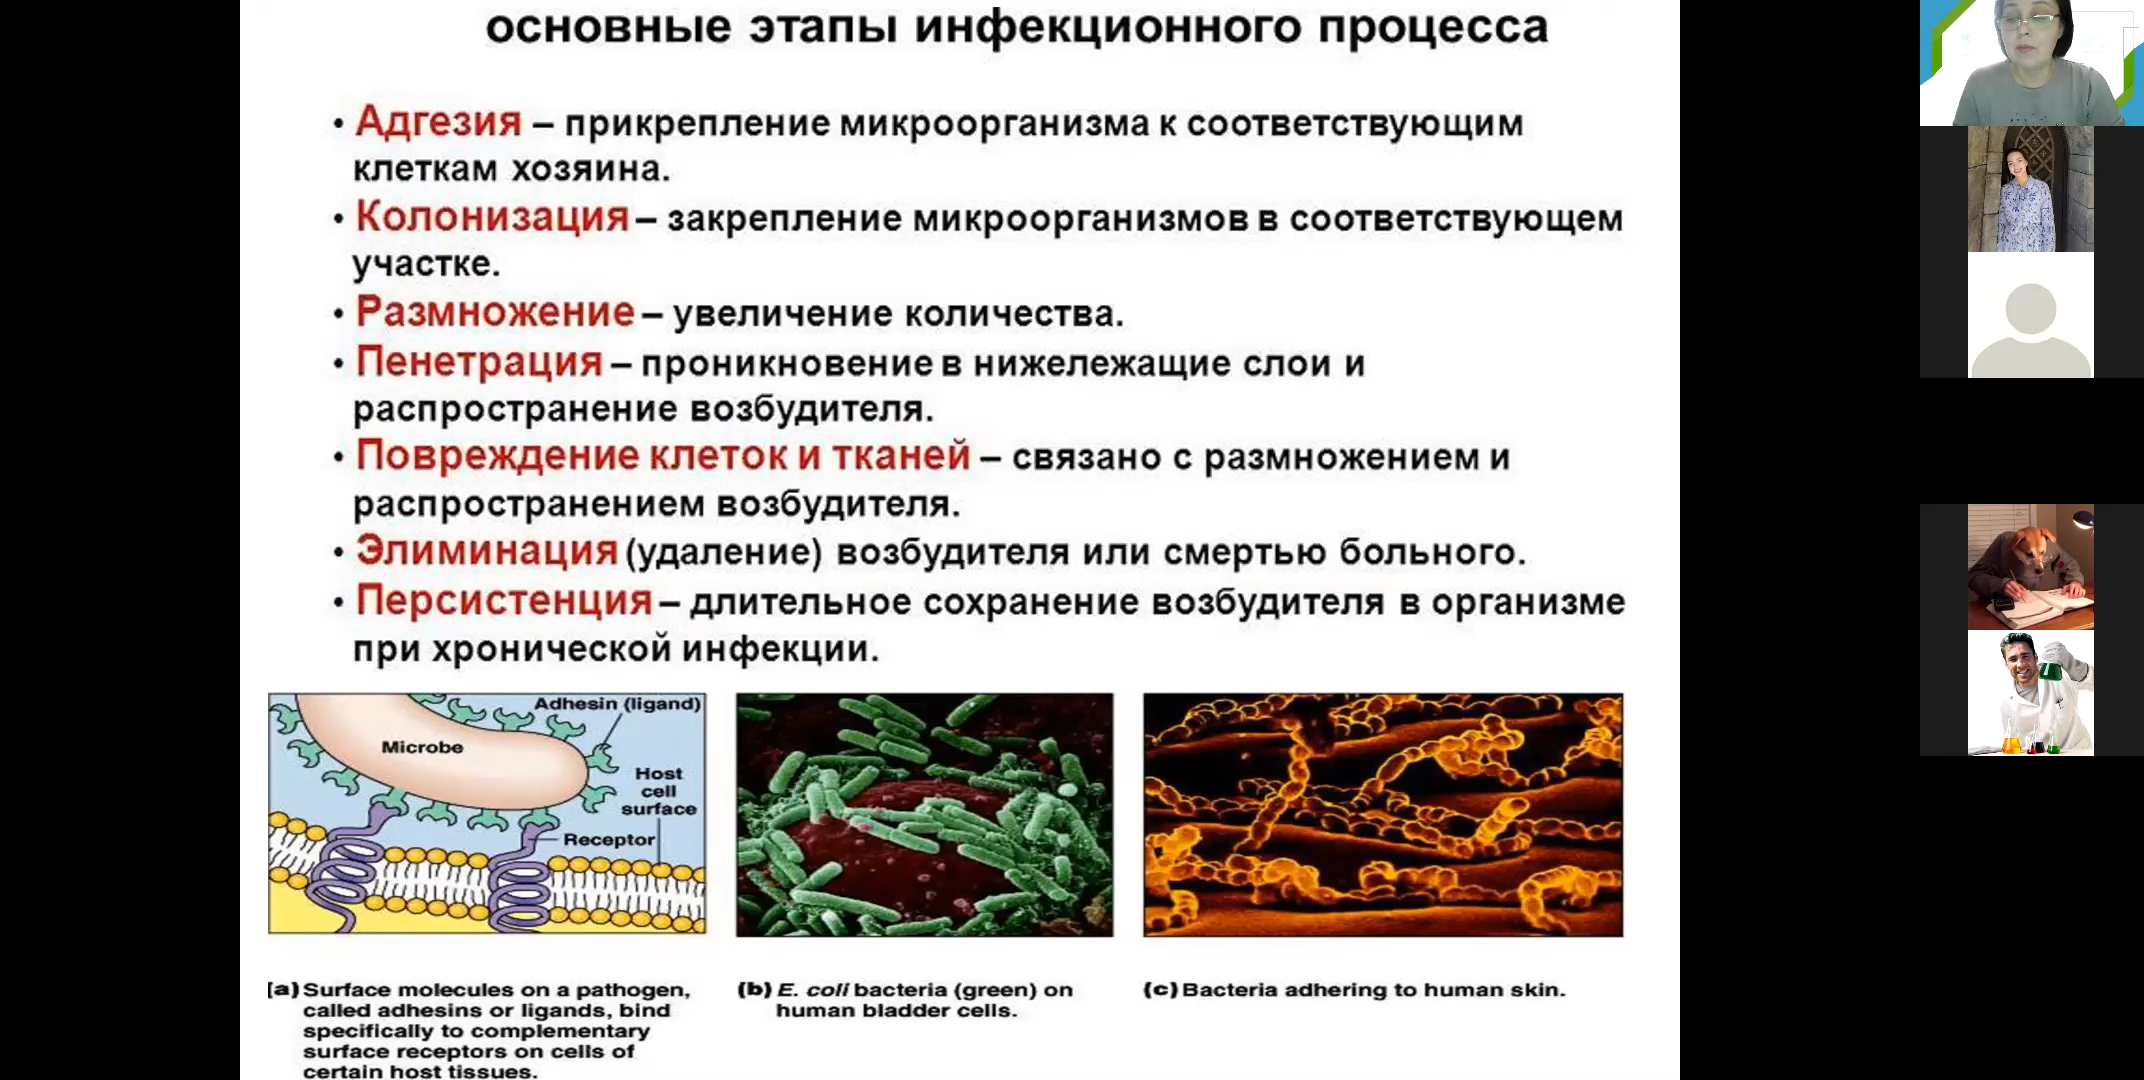 основные этапы инфекционного процесса
• Адгезия – прикрепление микроорганизма к соответствующим
клеткам хозяина.
• Колонизация – закрепление микроорганизмов в соответствующем
участке.
• Размножение – увеличение количества.
• Пенетрация – проникновение в нижележащие слои и
распространение возбудителя.
• Повреждение клеток и тканей – связано с размножением и
распространением возбудителя.
• Элиминация (удаление) возбудителя или смертью больного.
• Персистенция – длительное сохранение возбудителя в организме
при хронической инфекции.
Adhesin (ligand)
Microbe
Host
cell
surface
Receptor
(a) Surface molecules on a pathogen,
called adhesins or ligands, bind
specifically to complementary
surface receptors on cells of
certain host tissues.
(b) E. coli bacteria (green) on
human bladder cells.
(c) Bacteria adhering to human skin.